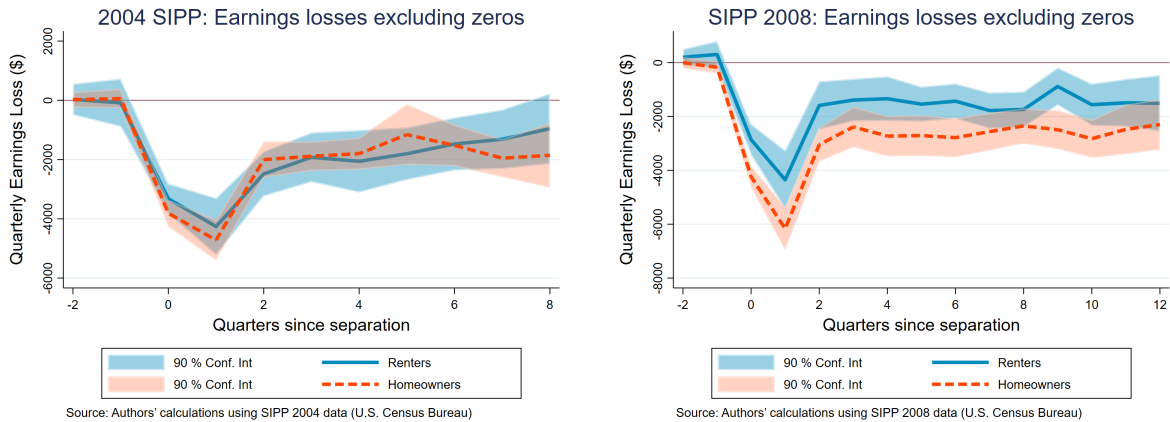 2004 SIPP: Earnings losses excluding zeros
Quarterly Earnings Loss ($)
2000
0
-2000
-4000
-6000
-2 0 2 4 6 8
Quarters since separation
90 % Conf. Int Renters
90 % Conf. Int Homeowners
Source: Authors' calculations using SIPP 2004 data (U.S. Census Bureau)
SIPP 2008: Earnings losses excluding zeros
Quarterly Earnings Loss ($)
0
-2000
-4000
-6000
-8000
-2 0 2 4 6 8 10 12
Quarters since separation
90 % Conf. Int Renters
90 % Conf. Int Homeowners
Source: Authors' calculations using SIPP 2008 data (U.S. Census Bureau)